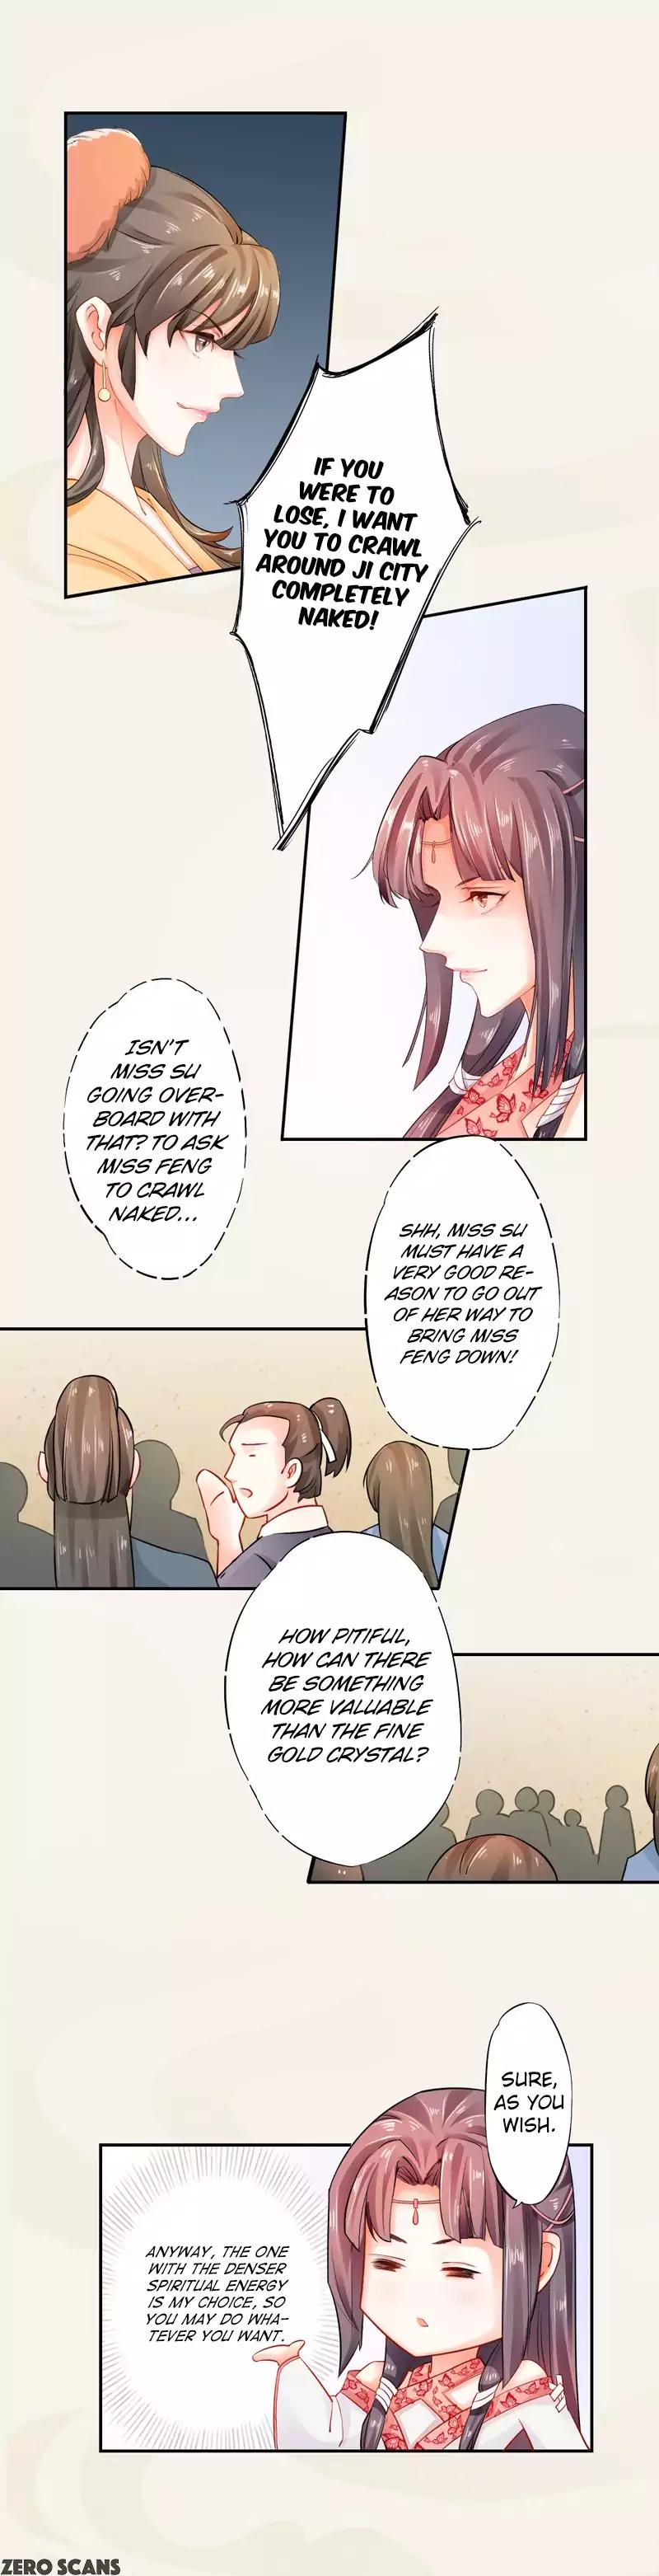 IF YOU
WERE TO
LOSE, I WANT
YOU TO CRAWL
AROUND JI CITY
COMPLETELY
NAKED!
ISN'T
MISS SU
GOING OVER-
BOARD WITH
THAT? TO ASK
MISS FENG
TO CRAWL
NAKED...
SHH, MISS SU
MUST HAVE A
VERY GOOD RE-
ASON TO GO OUT
OF HER WAY TO
BRING MISS
FENG DOWN!
HOW PITIFUL,
HOW CAN THERE
BE SOMETHING
MORE VALUABLE
THAN THE FINE
GOLD CRYSTAL?
SURE,
AS YOU
WISH.
ANYWAY, THE ONE
WITH THE DENSER
SPIRITUAL ENERGY
IS MY CHOICE, SO
YOU MAY DO WHA-
TEVER YOU WANT.
ZERO SCANS